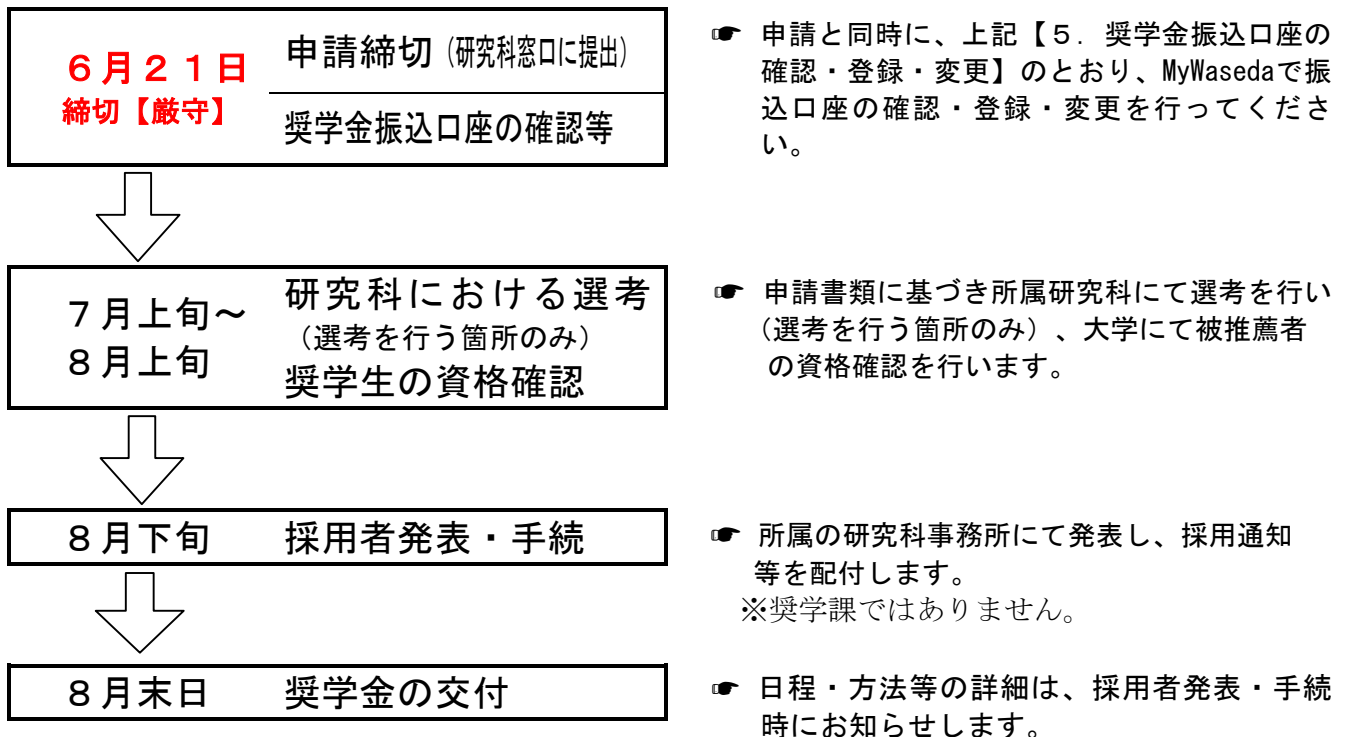 ６月２１日
締切【厳守】
申請締切（研究科窓口に提出）
奨学金振込口座の確認等
☞ 申請と同時に、上記【５．奨学金振込口座の
確認・登録・変更】のとおり、MyWasedaで振
込口座の確認・登録・変更を行ってくださ
い。
７月上旬～
８月上旬
研究科における選考
（選考を行う箇所のみ）
奨学生の資格確認
☞ 申請書類に基づき所属研究科にて選考を行い
（選考を行う箇所のみ）、大学にて被推薦者
の資格確認を行います。
８月下旬 採用者発表・手続
☞ 所属の研究科事務所にて発表し、採用通知
等を配付します。
※奨学課ではありません。
８月末日 奨学金の交付
☞ 日程・方法等の詳細は、採用者発表・手続
時にお知らせします。